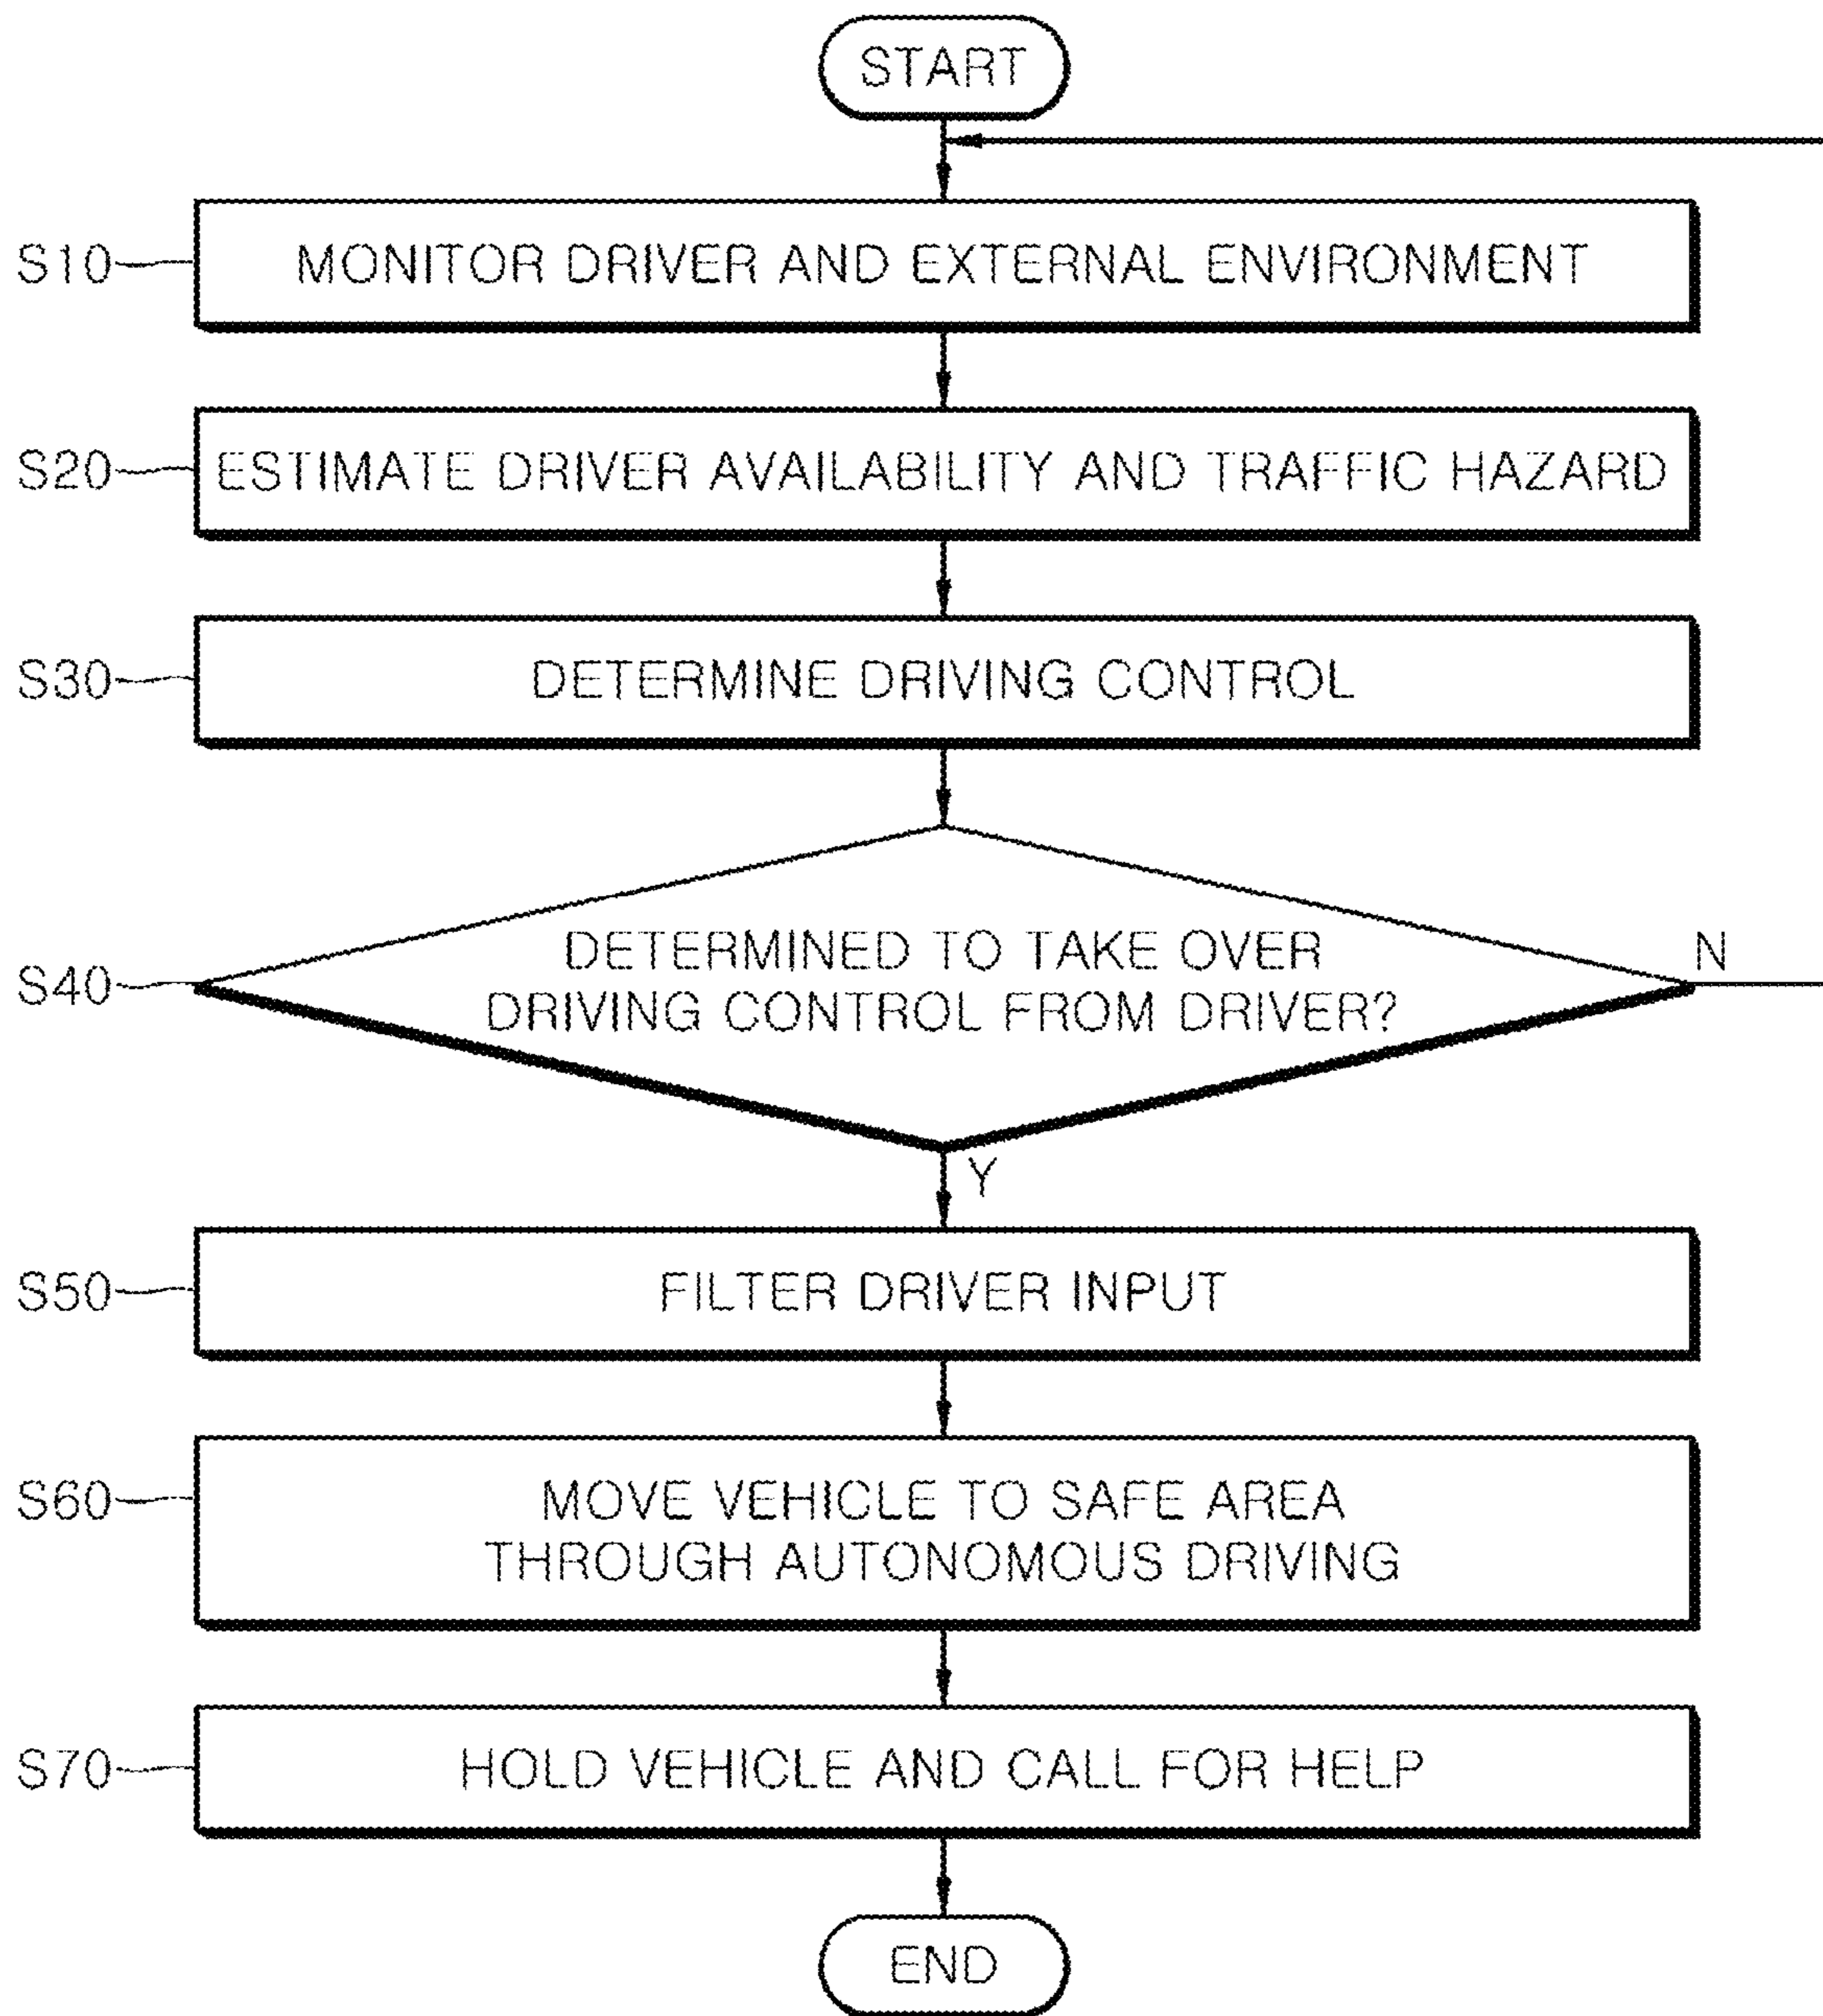 START
S10 MONITOR DRIVER AND EXTERNAL ENVIRONMENT
S20 ESTIMATE DRIVER AVAILABILITY AND TRAFFIC HAZARD
S30 DETERMINE DRIVING CONTROL
S40 DETERMINED TO TAKE OVER
DRIVING CONTROL FROM DRIVER?
N
Y
S50 FILTER DRIVER INPUT
S60 MOVE VEHICLE TO SAFE AREA
THROUGH AUTONOMOUS DRIVING
S70 HOLD VEHICLE AND CALL FOR HELP
END